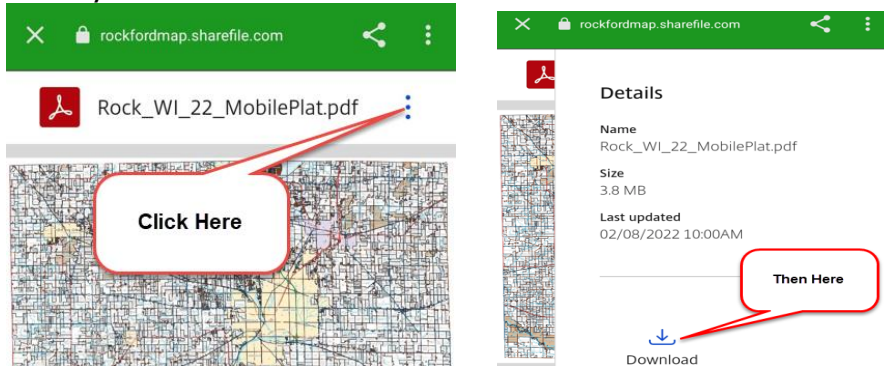 rockfordmap.sharefile.com
Rock_WI_22_MobilePlat.pdf
Click Here
rockfordmap.sharefile.com
Details
Name
Rock_WI_22_MobilePlat.pdf
Size
3.8 MB
Last updated
02/08/2022 10:00AM
Then Here
Download